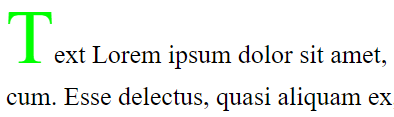 Text Lorem ipsum dolor sit amet,
cum. Esse delectus, quasi aliquam ex